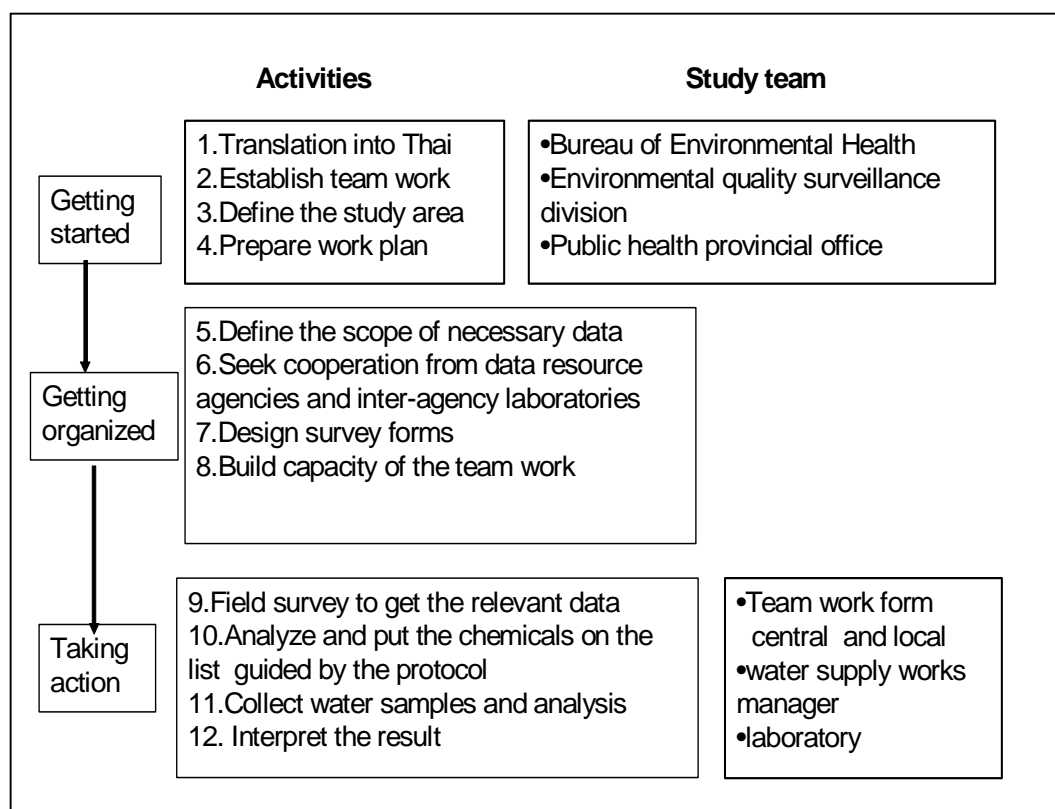 Activities
Study team
Getting
started
1.Translation into Thai
2.Establish team work
3.Define the study area
4.Prepare work plan
•Bureau of Environmental Health
•Environmental quality surveillance
division
•Public health provincial office
Getting
organized
5.Define the scope of necessary data
6.Seek cooperation from data resource
agencies and inter-agency laboratories
7.Design survey forms
8.Build capacity of the team work
Taking
action
9.Field survey to get the relevant data
10.Analyze and put the chemicals on the
list guided by the protocol
11.Collect water samples and analysis
12. Interpret the result
•Team work form
central and local
•water supply works
manager
•laboratory